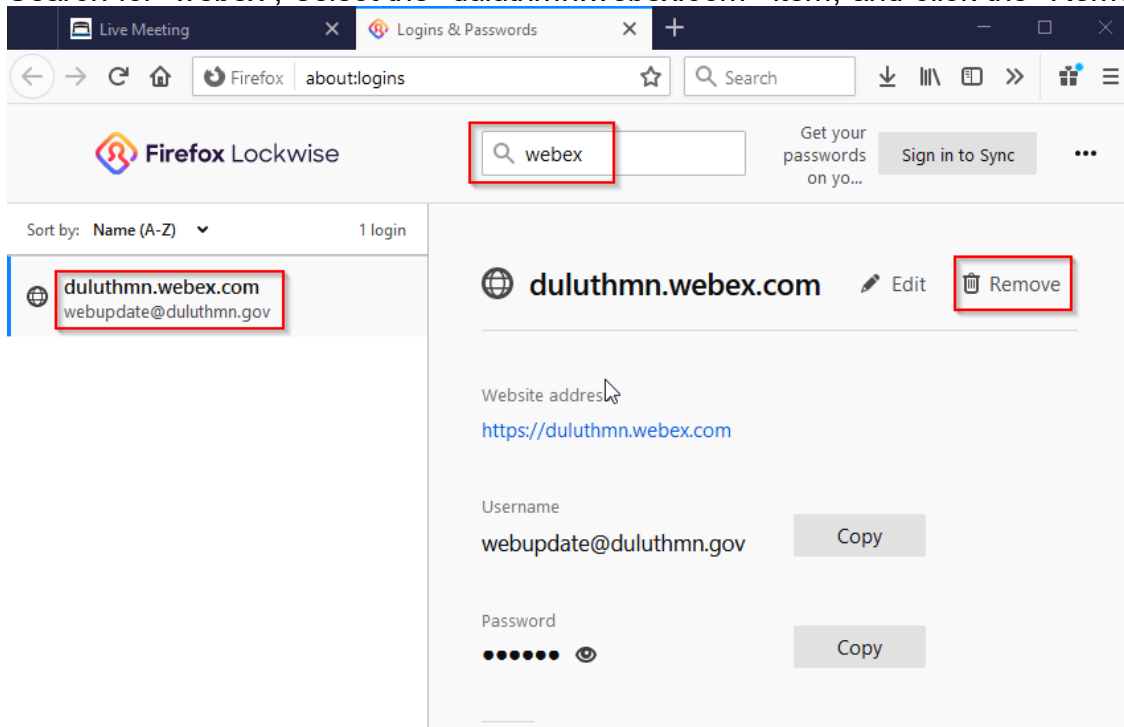 Live Meeting
Logins & Passwords
Firefox about:logins
Search
Firefox Lockwise
webex
Get your
passwords
on yo...
Sign in to Sync
Sort by: Name (A-Z)
1 login
duluthmn.webex.com
webupdate@duluthmn.gov
duluthmn.webex.com
Edit
Remove
Website address
https://duluthmn.webex.com
Username
webupdate@duluthmn.gov
Copy
Password
••••••
Copy